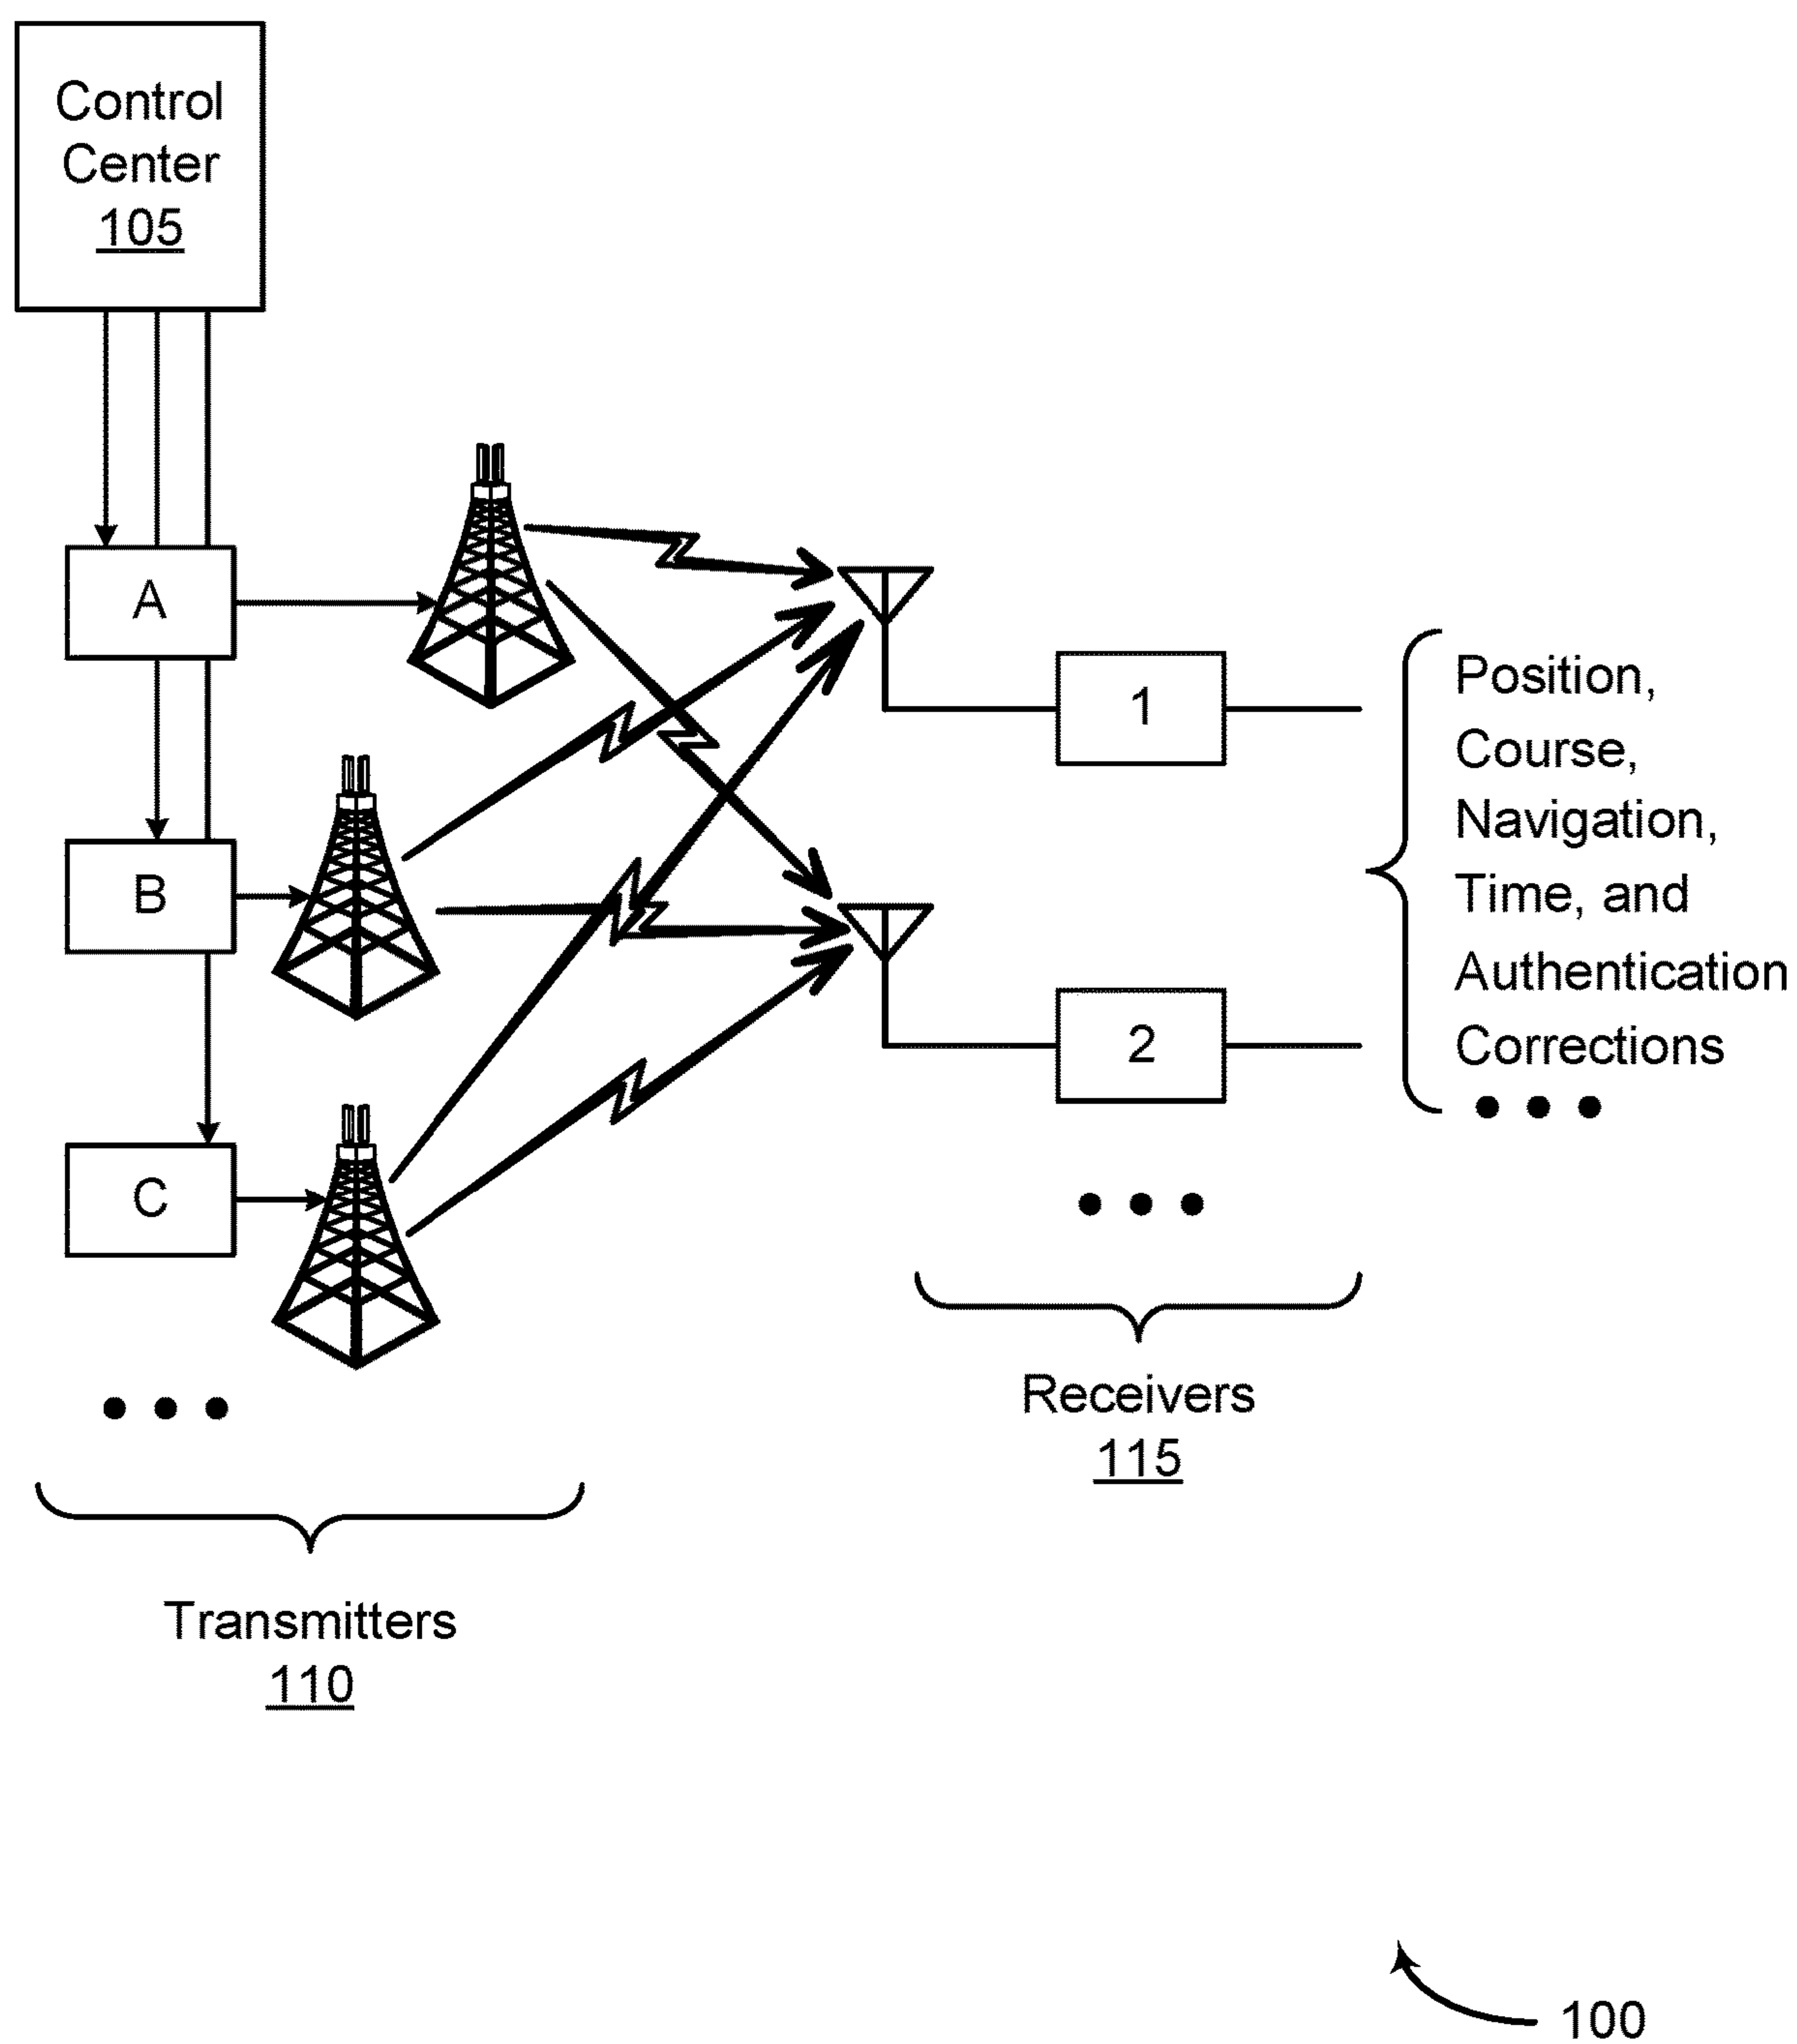 Control
Center
105
A
B
C
1
2
Position,
Course,
Navigation,
Time, and
Authentication
Corrections
Receivers
115
Transmitters
110
100